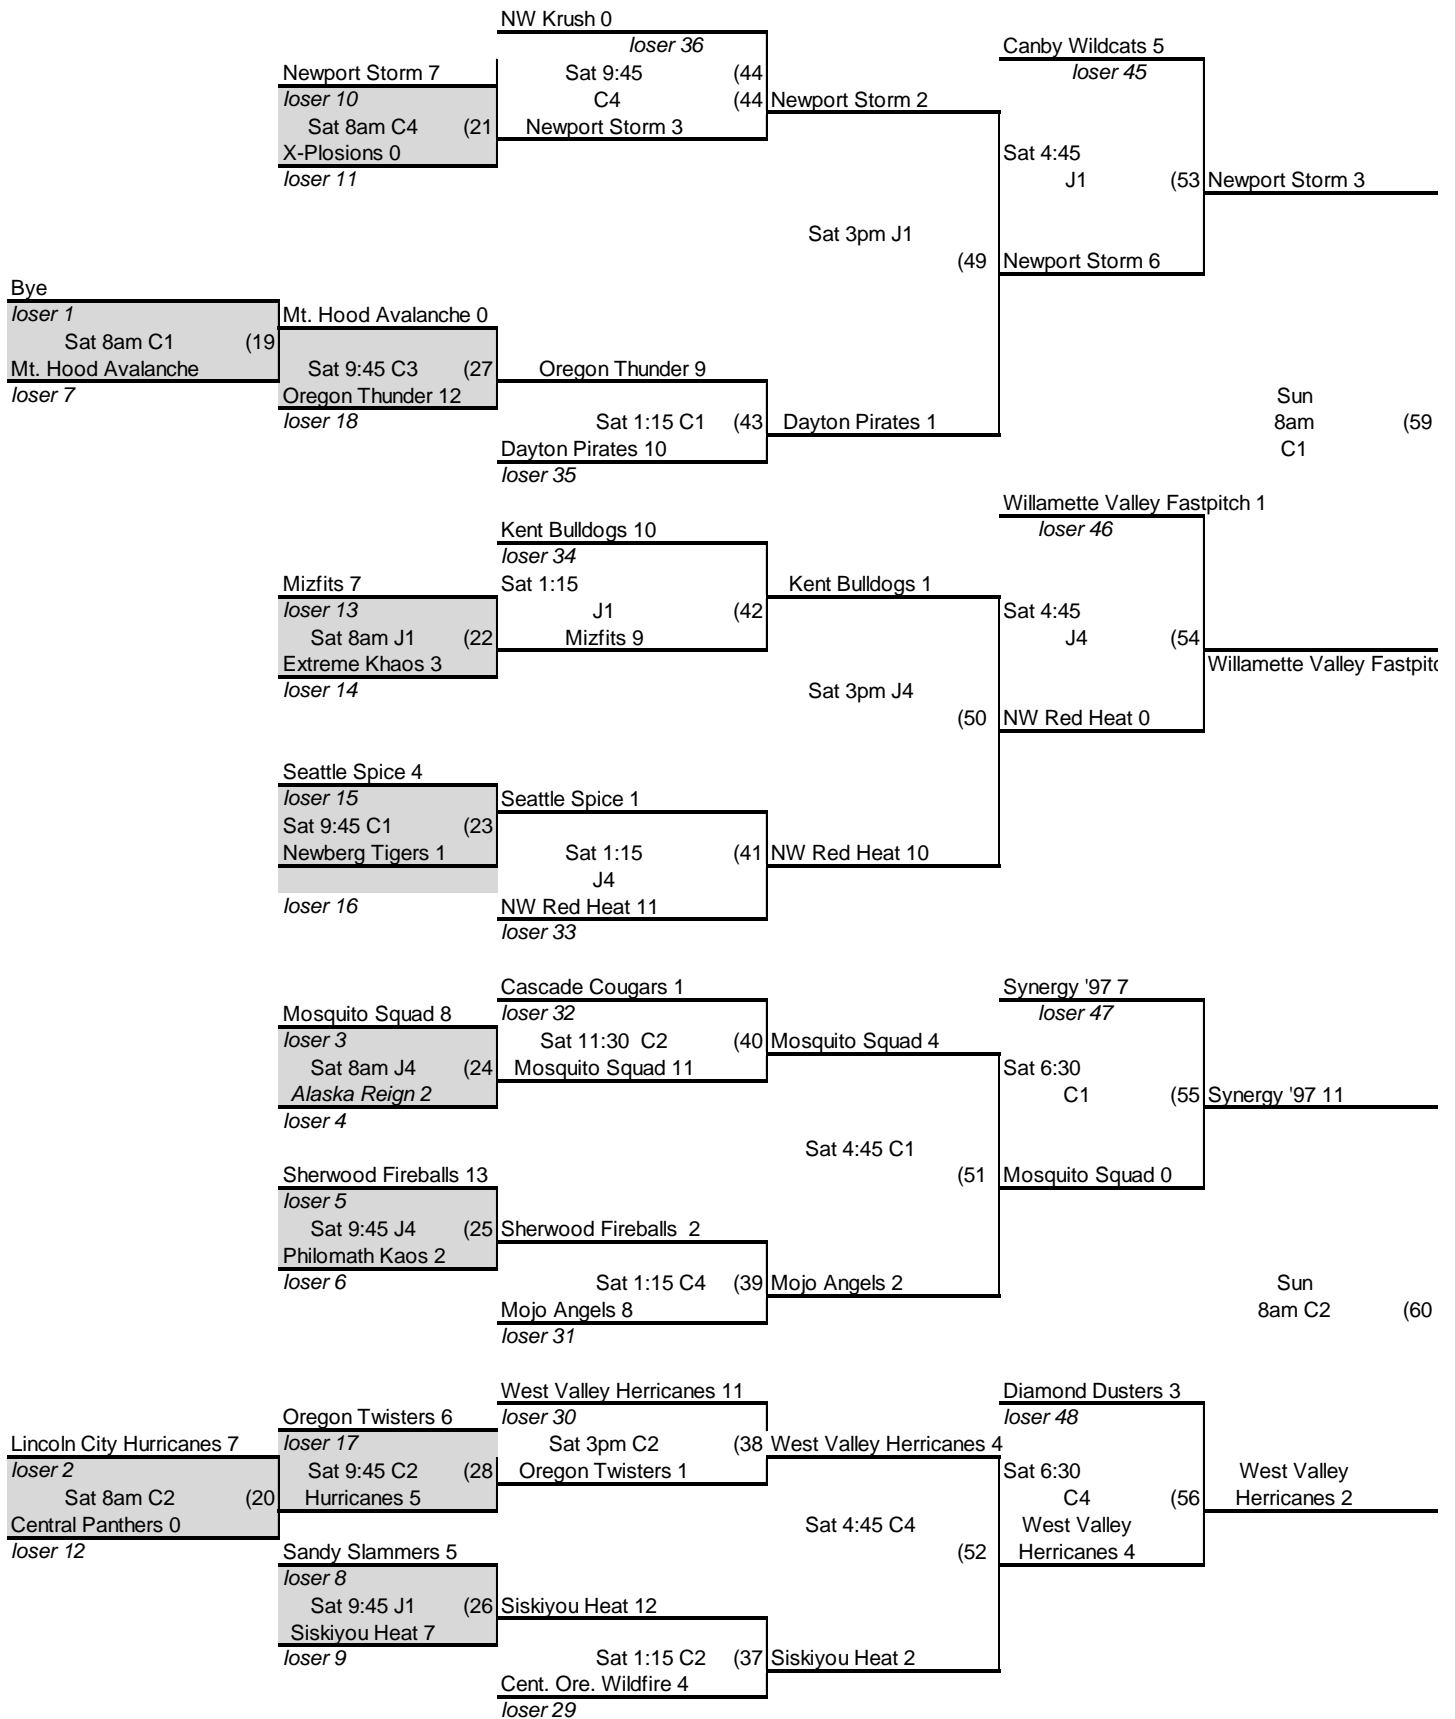 NW Krush 0
loser 36
Canby Wildcats 5
Newport Storm 7
Sat 9:45 (44
loser 45
loser 10
C4 (44 Newport Storm 2
Sat 8am C4 (21
Newport Storm 3
X-Plosions 0
Sat 4:45
loser 11
J1 (53 Newport Storm 3
Sat 3pm J1
(49 Newport Storm 6
Bye
loser 1
Mt. Hood Avalanche 0
Sat 8am C1 (19
Mt. Hood Avalanche
Sat 9:45 C3 (27
Oregon Thunder 9
loser 7
Oregon Thunder 12
Sun
loser 18
Sat 1:15 C1 (43
Dayton Pirates 1
8am (59
Dayton Pirates 10
C1
loser 35
Willamette Valley Fastpitch 1
Kent Bulldogs 10
loser 46
loser 34
Mizfits 7
Sat 1:15
Kent Bulldogs 1
loser 13
J1 (42
Sat 4:45
Sat 8am J1 (22
Mizfits 9
J4 (54
Extreme Khaos 3
Willamette Valley Fastpitc
loser 14
Sat 3pm J4
(50 NW Red Heat 0
Seattle Spice 4
loser 15
Seattle Spice 1
Sat 9:45 C1 (23
Newberg Tigers 1
Sat 1:15 (41 NW Red Heat 10
J4
loser 16
NW Red Heat 11
loser 33
Cascade Cougars 1
Synergy '97 7
Mosquito Squad 8
loser 32
loser 47
loser 3
Sat 11:30 C2 (40 Mosquito Squad 4
Sat 8am J4 (24
Mosquito Squad 11
Sat 6:30
Alaska Reign 2
C1 (55 Synergy '97 11
loser 4
Sat 4:45 C1
Sherwood Fireballs 13
(51 Mosquito Squad 0
loser 5
Sat 9:45 J4 (25 Sherwood Fireballs 2
Philomath Kaos 2
loser 6
Sat 1:15 C4 (39 Mojo Angels 2
Sun
Mojo Angels 8
8am C2 (60
loser 31
West Valley Herricanes 11
Diamond Dusters 3
Oregon Twisters 6
loser 30
loser 48
Lincoln City Hurricanes 7
loser 17
Sat 3pm C2 (38 West Valley Herricanes 4
loser 2
Sat 9:45 C2 (28
Oregon Twisters 1
Sat 6:30
West Valley
Sat 8am C2 (20
Hurricanes 5
C4 (56
Herricanes 2
Central Panthers 0
Sat 4:45 C4
West Valley
loser 12
Sandy Slammers 5
(52
Herricanes 4
loser 8
Sat 9:45 J1 (26 Siskiyou Heat 12
Siskiyou Heat 7
loser 9
Sat 1:15 C2 (37 Siskiyou Heat 2
Cent. Ore. Wildfire 4
loser 29